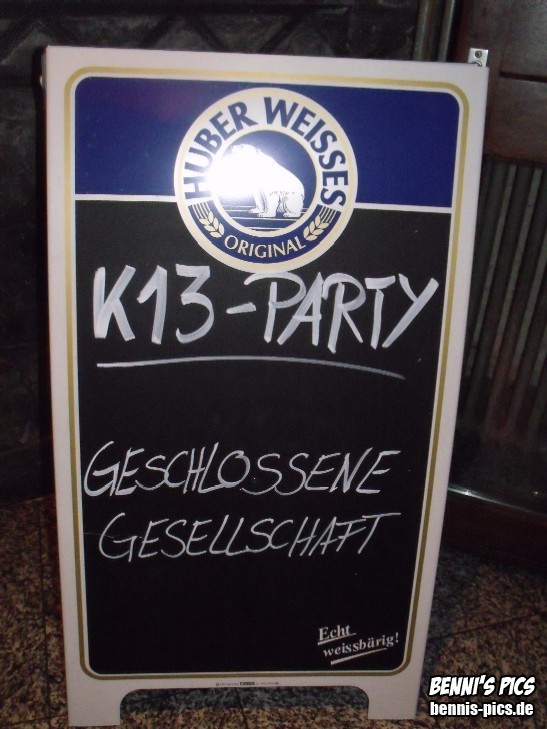 HUBER WEISSES
ORIGINAL
K13-PARTY
GESCHLOSSENE
GESELLSCHAFT
Echt
weissbärig!
BENNI'S PICS
bennis-pics.de